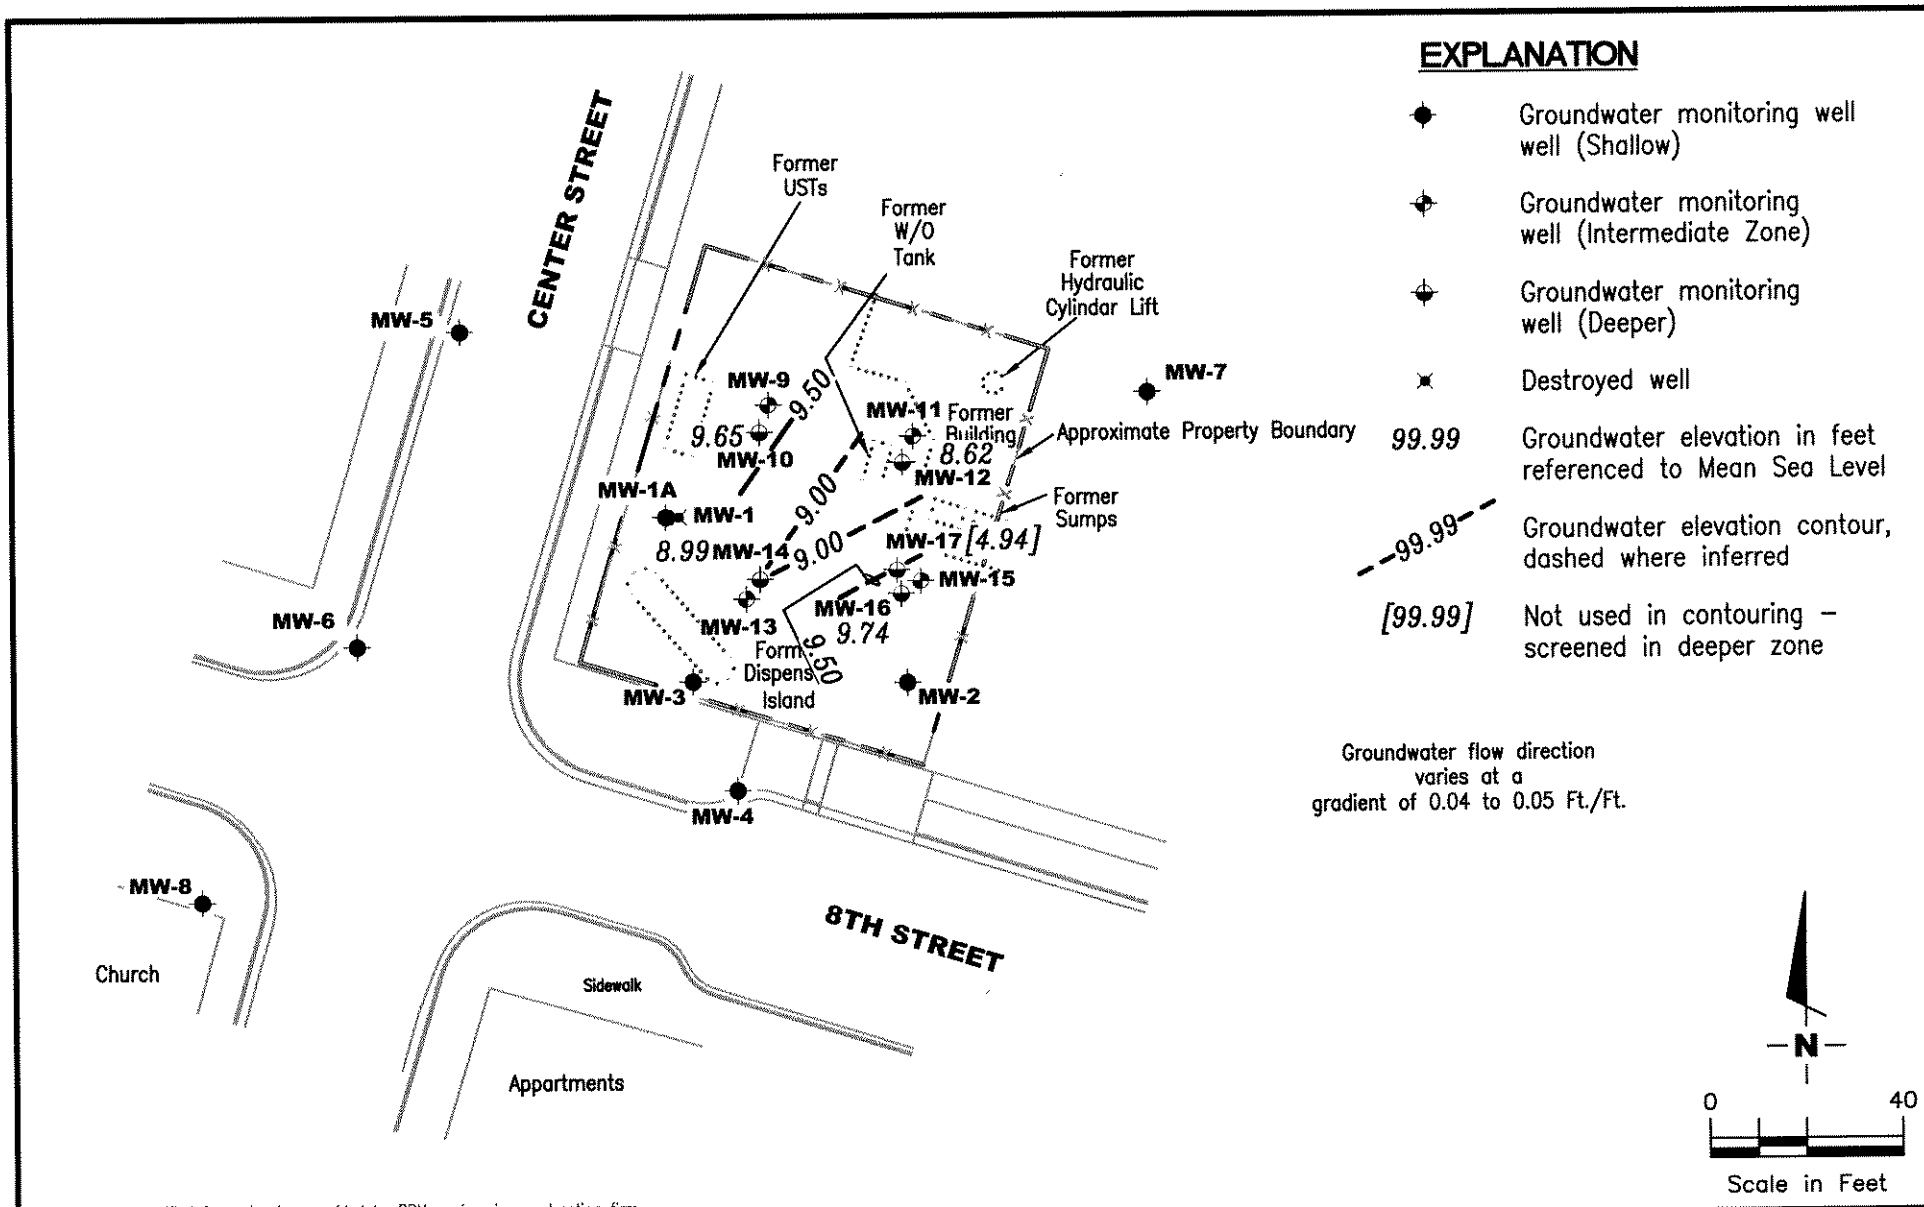 EXPLANATION
Groundwater monitoring well
well (Shallow)
Groundwater monitoring
well (Intermediate Zone)
Groundwater monitoring
well (Deeper)
Destroyed well
99.99
Groundwater elevation in feet
referenced to Mean Sea Level
99.99
Groundwater elevation contour,
dashed where inferred
[99.99]
Not used in contouring –
screened in deeper zone
Groundwater flow direction
varies at a
gradient of 0.04 to 0.05 Ft./Ft.
N
0 40
Scale in Feet
CENTER STREET
Former
USTs
Former
W/O
Tank
Former
Hydraulic
Cylindar Lift
MW-5
MW-7
MW-9
9.50
MW-11
Former
Building
Approximate Property Boundary
9.65
8.62
MW-10
MW-12
MW-1A
MW-1
9.00
Former
Sumps
8.99
MW-14
9.00
MW-17
[4.94]
MW-15
MW-16
9.74
MW-6
MW-13
9.50
Form
Dispens
Island
MW-3
MW-2
MW-4
MW-8
8TH STREET
Church
Sidewalk
Appartments